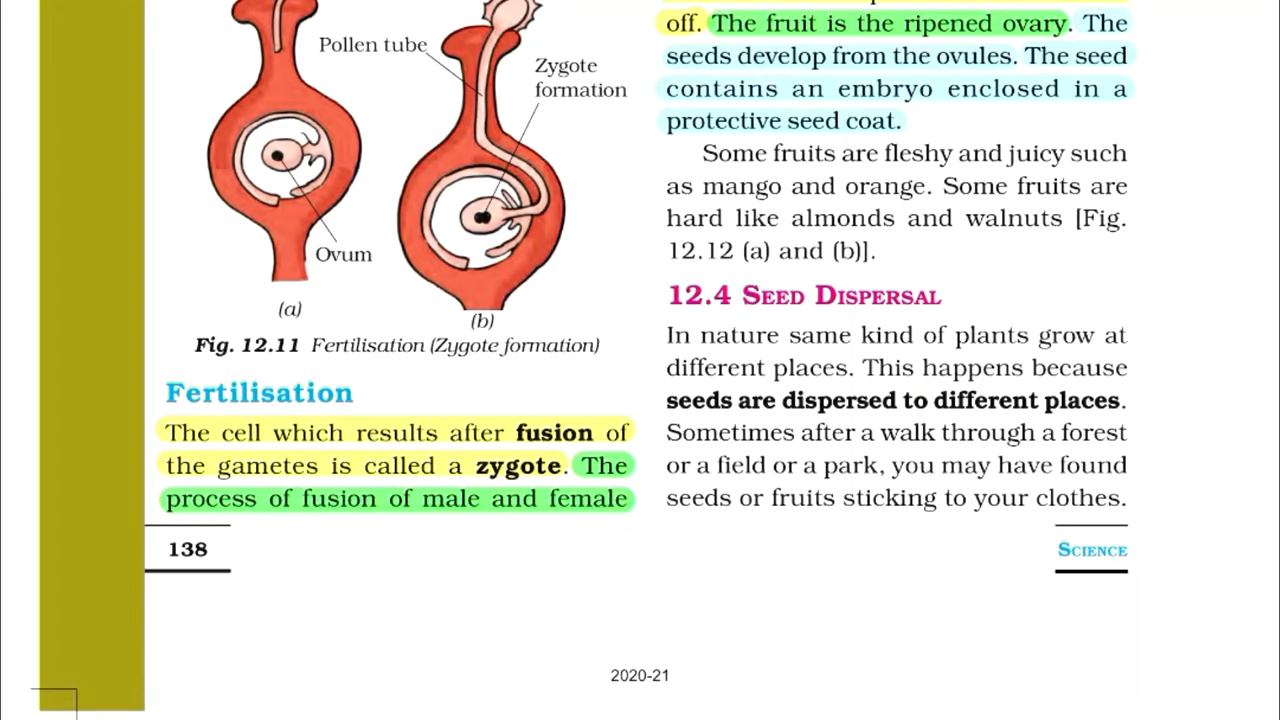 Pollen tube
Zygote
formation
Ovum
(a)
(b)
Fig. 12.11 Fertilisation (Zygote formation)
Fertilisation
The cell which results after fusion of
the gametes is called a zygote. The
process of fusion of male and female
off. The fruit is the ripened ovary. The
seeds develop from the ovules. The seed
contains an embryo enclosed in a
protective seed coat.
Some fruits are fleshy and juicy such
as mango and orange. Some fruits are
hard like almonds and walnuts [Fig.
12.12 (a) and (b)].
12.4 SEED DISPERSAL
In nature same kind of plants grow at
different places. This happens because
seeds are dispersed to different places.
Sometimes after a walk through a forest
or a field or a park, you may have found
seeds or fruits sticking to your clothes.
138
SCIENCE
2020-21